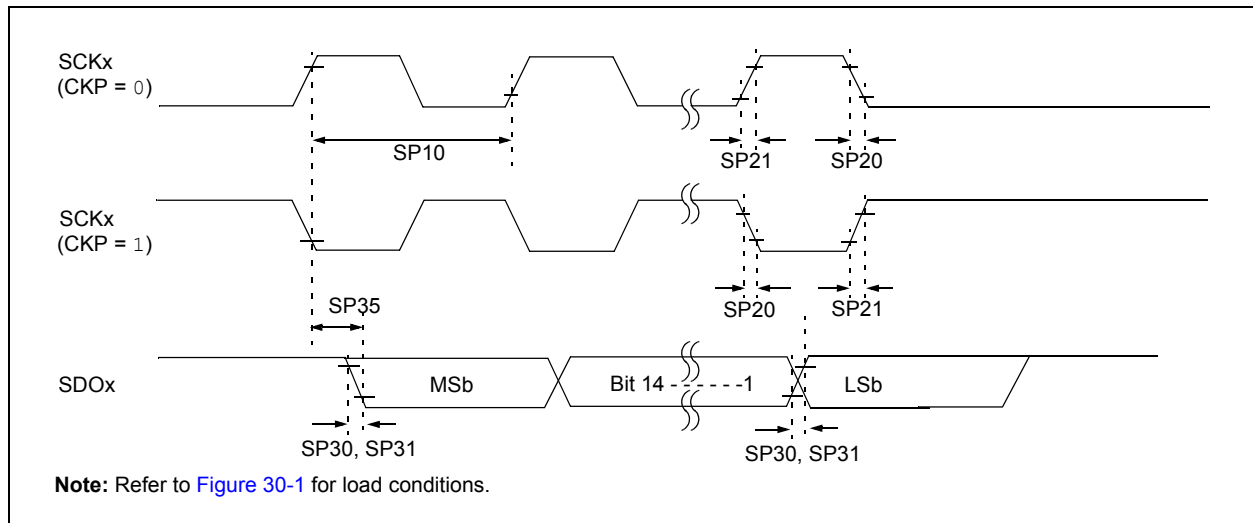 SCKx
(CKP = 0)
SP10
SP21
SP20
SCKx
(CKP = 1)
SP35
SP20
SP21
SDOx
MSb
Bit 14 - - - - - -1
LSb
SP30, SP31
SP30, SP31
Note: Refer to Figure 30-1 for load conditions.